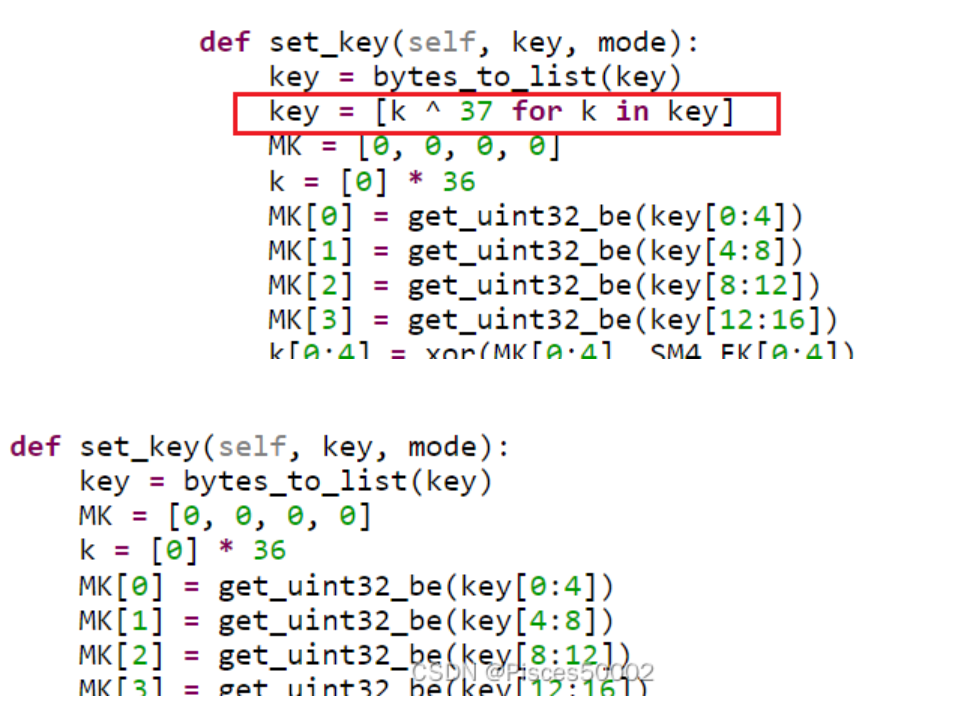 def set_key(self, key, mode):
    key = bytes_to_list(key)
    key = [k ^ 37 for k in key]
    MK = [0, 0, 0, 0]
    k = [0] * 36
    MK[0] = get_uint32_be(key[0:4])
    MK[1] = get_uint32_be(key[4:8])
    MK[2] = get_uint32_be(key[8:12])
    MK[3] = get_uint32_be(key[12:16])
    k[0:4] = xor(MK[0:4], SM4_FK[0:4])
def set_key(self, key, mode):
    key = bytes_to_list(key)
    MK = [0, 0, 0, 0]
    k = [0] * 36
    MK[0] = get_uint32_be(key[0:4])
    MK[1] = get_uint32_be(key[4:8])
    MK[2] = get_uint32_be(key[8:12])
    MK[3] = get_uint32_be(key[12:16])
CSDN @Pisces50002